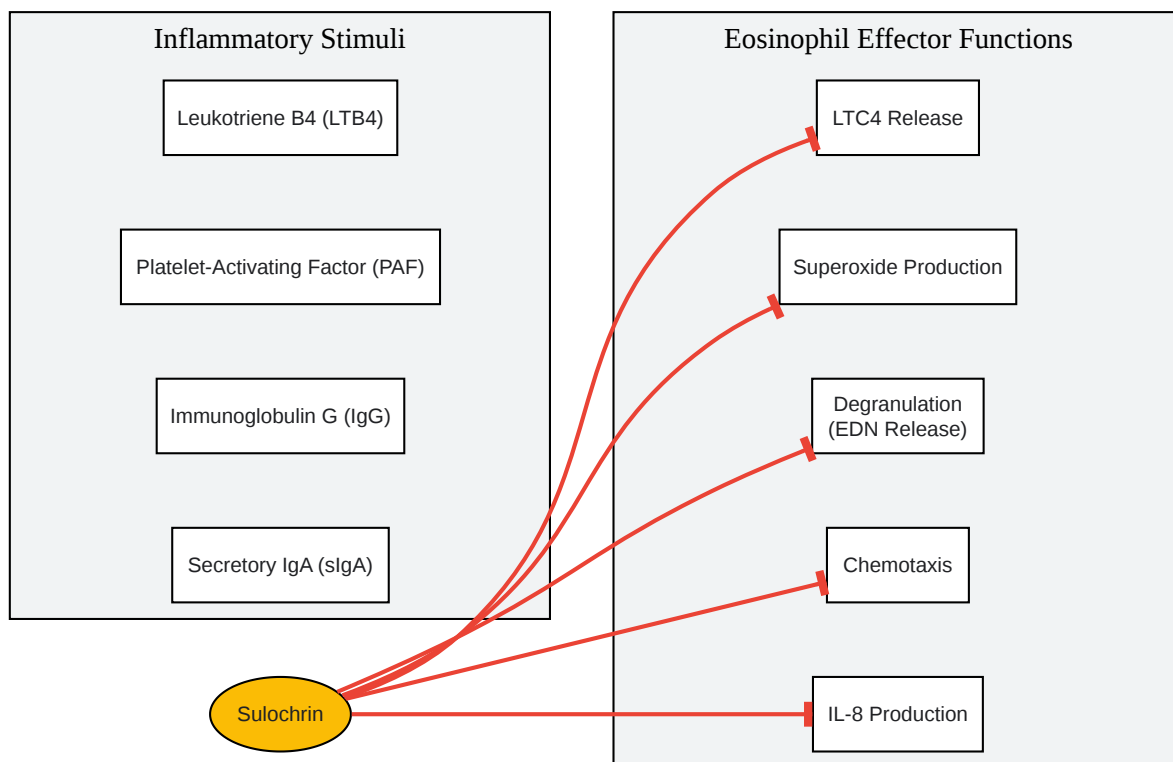 Inflammatory Stimuli
Leukotriene B4 (LTB4)
Platelet-Activating Factor (PAF)
Immunoglobulin G (IgG)
Secretory IgA (sIgA)
Sulochrin
Eosinophil Effector Functions
LTC4 Release
Superoxide Production
Degranulation
(EDN Release)
Chemotaxis
IL-8 Production